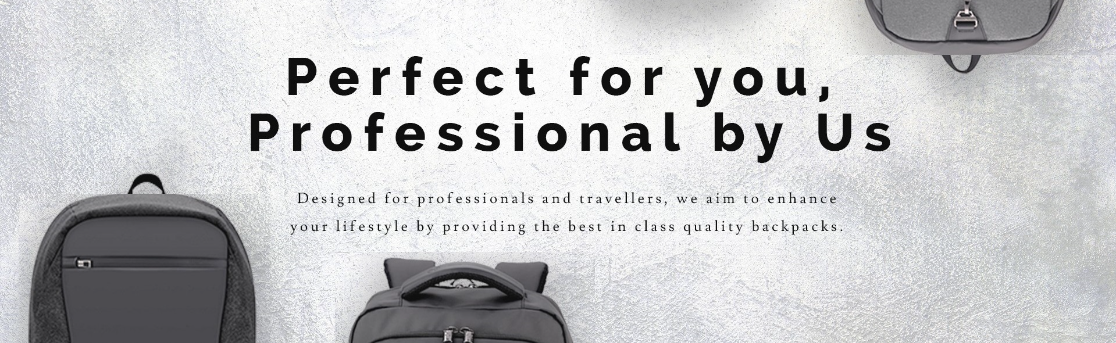 Perfect for you,
Professional by Us
Designed for professionals and travellers, we aim to enhance
your lifestyle by providing the best in class quality backpacks.